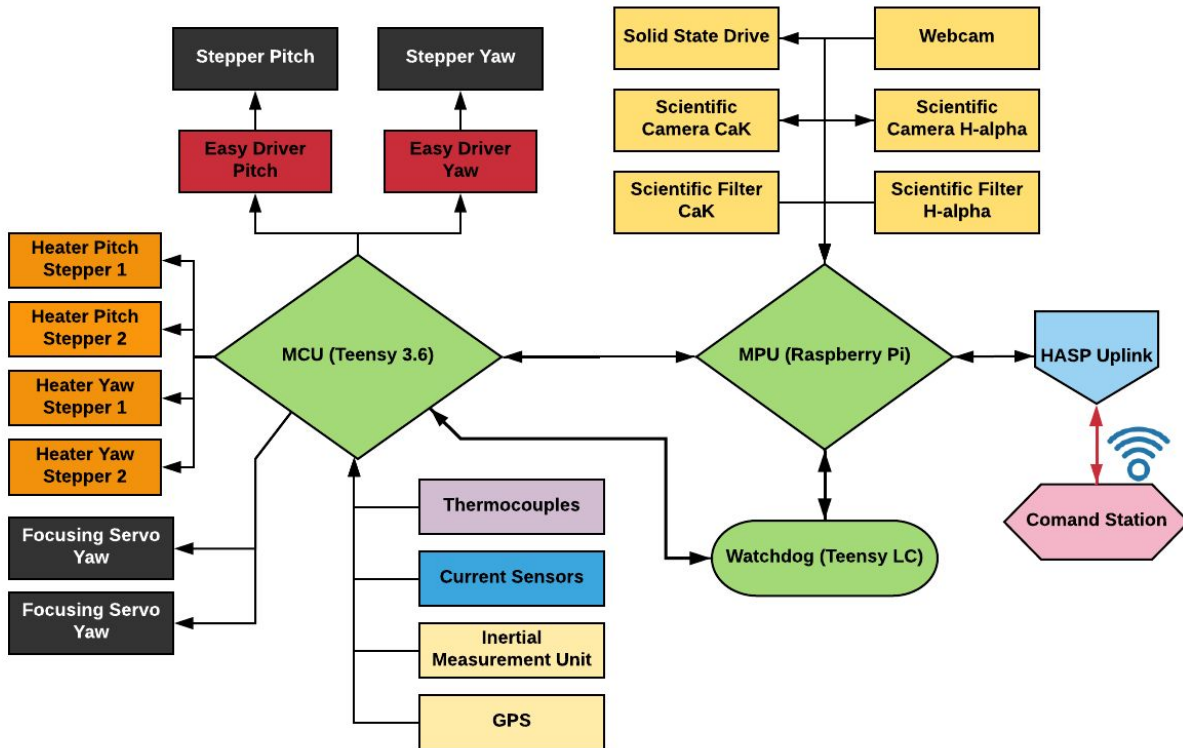 Stepper Pitch
Stepper Yaw
Solid State Drive
Webcam
Easy Driver
Pitch
Easy Driver
Yaw
Scientific
Camera CaK
Scientific
Camera H-alpha
Scientific Filter
CaK
Scientific Filter
H-alpha
Heater Pitch
Stepper 1
Heater Pitch
Stepper 2
Heater Yaw
Stepper 1
Heater Yaw
Stepper 2
MCU (Teensy 3.6)
MPU (Raspberry Pi)
HASP Uplink
Focusing Servo
Yaw
Focusing Servo
Yaw
Thermocouples
Current Sensors
Inertial
Measurement Unit
GPS
Watchdog (Teensy LC)
Comand Station